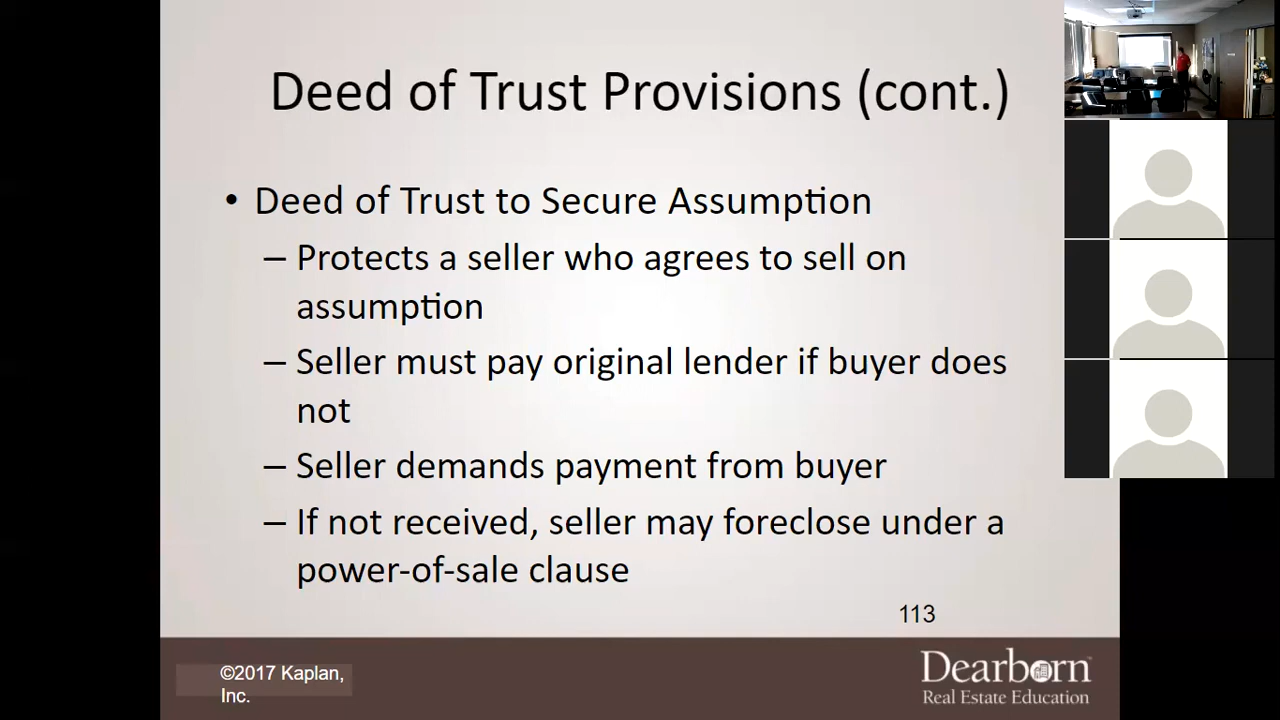 Deed of Trust Provisions (cont.)
• Deed of Trust to Secure Assumption
– Protects a seller who agrees to sell on
assumption
– Seller must pay original lender if buyer does
not
– Seller demands payment from buyer
– If not received, seller may foreclose under a
power-of-sale clause
113
©2017 Kaplan,
Inc.
Dearborn™
Real Estate Education